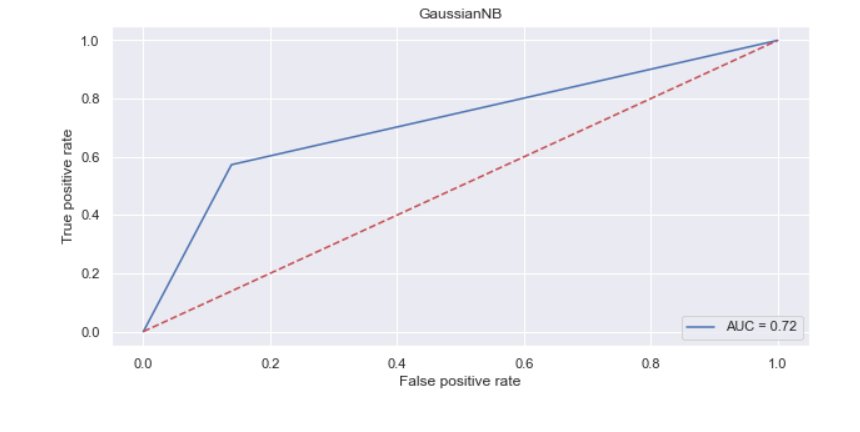 GaussianNB
1.0
0.8
0.6
0.4
0.2
0.0
True positive rate
AUC = 0.72
0.0 0.2 0.4 0.6 0.8 1.0
False positive rate